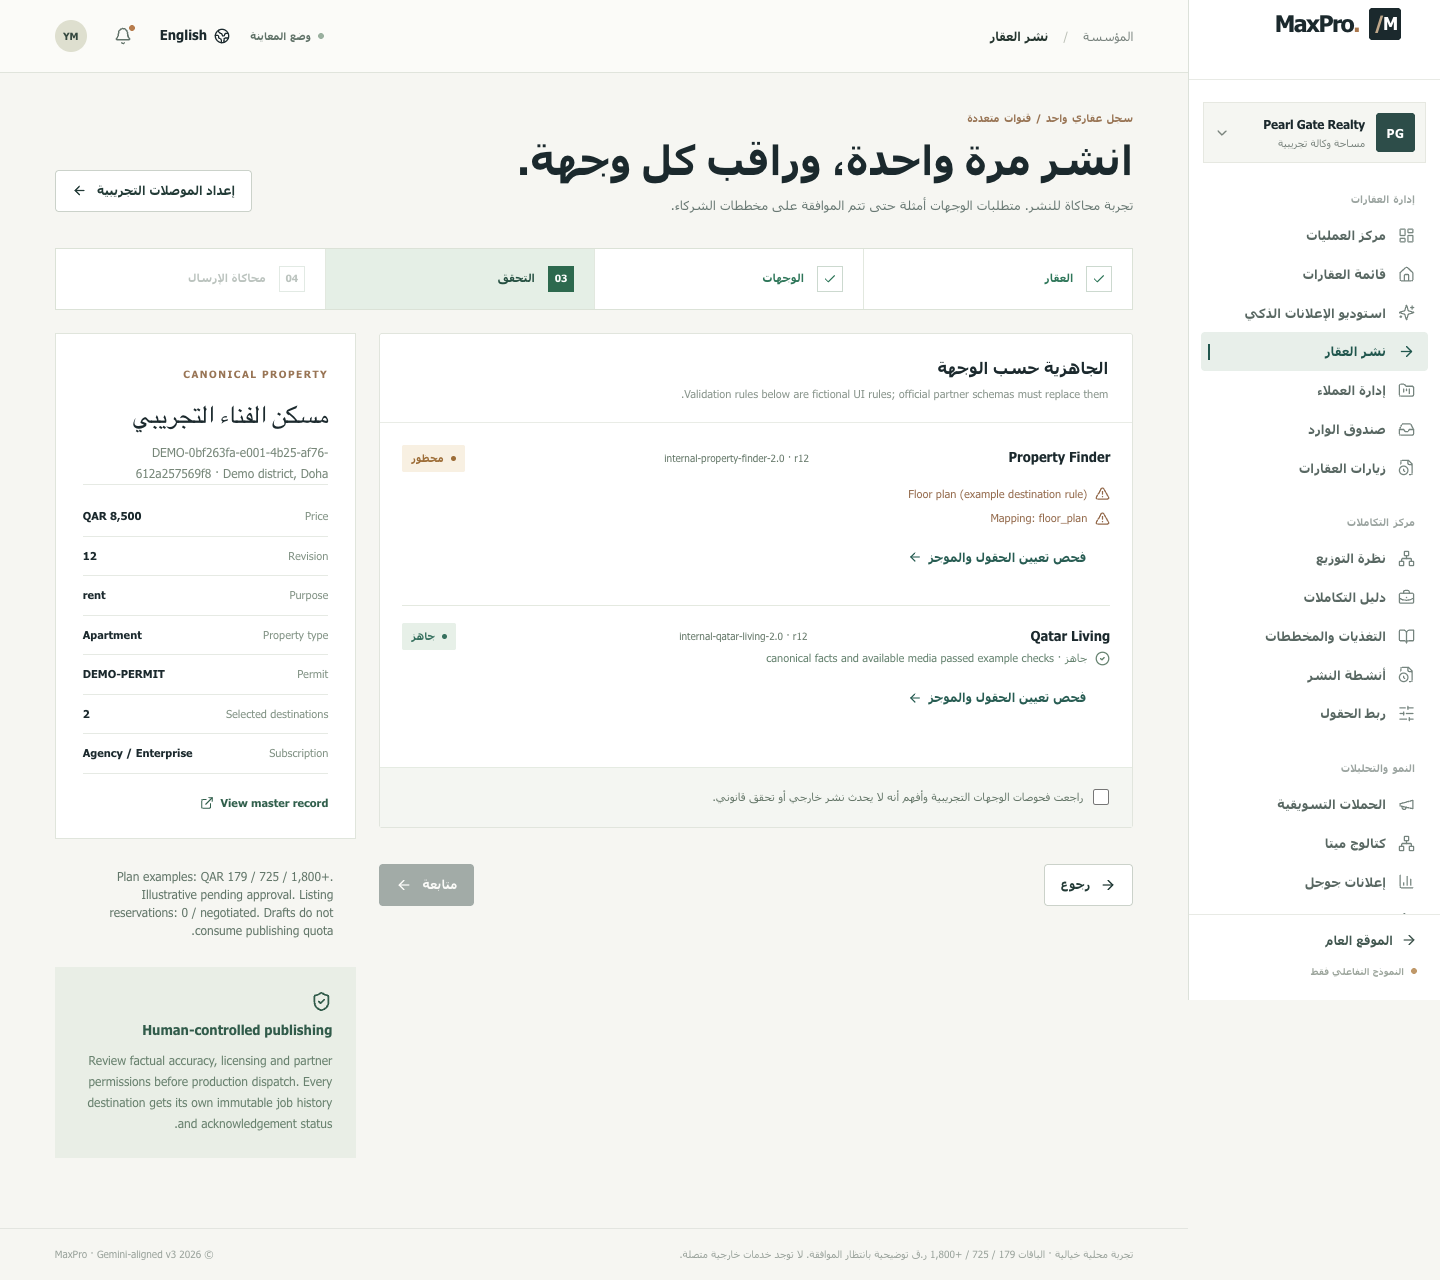 MaxPro.
/M
Pearl Gate Realty
مساحة وكالة تجريبية
PG
إدارة العقارات
مركز العمليات
قائمة العقارات
استوديو الإعلانات الذكي
نشر العقار
إدارة العملاء
صندوق الوارد
زيارات العقارات
مركز التكاملات
نظرة التوزيع
دليل التكاملات
التغذيات والمخططات
أنشطة النشر
ربط الحقول
النمو والتحليلات
الحملات التسويقية
كتالوج ميتا
إعلانات جوجل
الموقع العام
النموذج التفاعلي فقط
المؤسسة / نشر العقار
وضع المعاينة
English
YM
سجل عقاري واحد / قنوات متعددة
انشر مرة واحدة، وراقب كل وجهة.
تجربة محاكاة للنشر. متطلبات الوجهات أمثلة حتى تتم الموافقة على مخططات الشركاء.
إعداد الموصلات التجريبية
العقار
الوجهات
03 التحقق
04 محاكاة الإرسال
الجاهزية حسب الوجهة
Validation rules below are fictional UI rules; official partner schemas must replace them.
Property Finder
internal-property-finder-2.0 · r12
محظور
Floor plan (example destination rule)
Mapping: floor_plan
فحص تعيين الحقول والموجز
Qatar Living
internal-qatar-living-2.0 · r12
جاهز
جاهز · canonical facts and available media passed example checks
فحص تعيين الحقول والموجز
راجعت فحوصات الوجهات التجريبية وأفهم أنه لا يحدث نشر خارجي أو تحقق قانوني.
رجوع
متابعة
CANONICAL PROPERTY
مسكن الفناء التجريبي
DEMO-0bf263fa-e001-4b25-af76-
612a257569f8 · Demo district, Doha
Price QAR 8,500
Revision 12
Purpose rent
Property type Apartment
Permit DEMO-PERMIT
Selected destinations 2
Subscription Agency / Enterprise
View master record
Plan examples: QAR 179 / 725 / 1,800+.
Illustrative pending approval. Listing
reservations: 0 / negotiated. Drafts do not
consume publishing quota.
Human-controlled publishing
Review factual accuracy, licensing and partner
permissions before production dispatch. Every
destination gets its own immutable job history
and acknowledgement status.
تجربة محلية خيالية · الباقات 179 / 725 / +1,800 ر.ق توضيحية بانتظار الموافقة. لا توجد خدمات خارجية متصلة.
MaxPro · Gemini-aligned v3 2026 ©